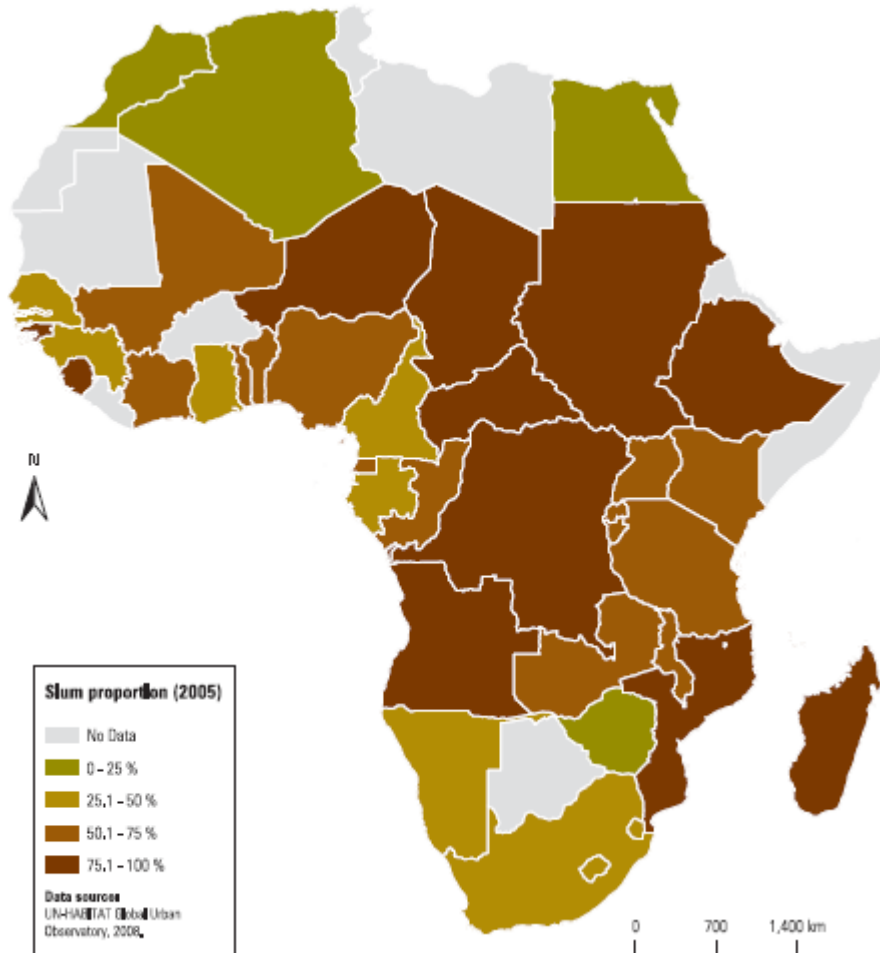 N
Slum proportion (2005)
No Data
0 – 25 %
25.1 – 50 %
50.1 – 75 %
75.1 – 100 %
Data source:
UN-HABITAT Global Urban
Observatory, 2008.
0 700 1,400 km